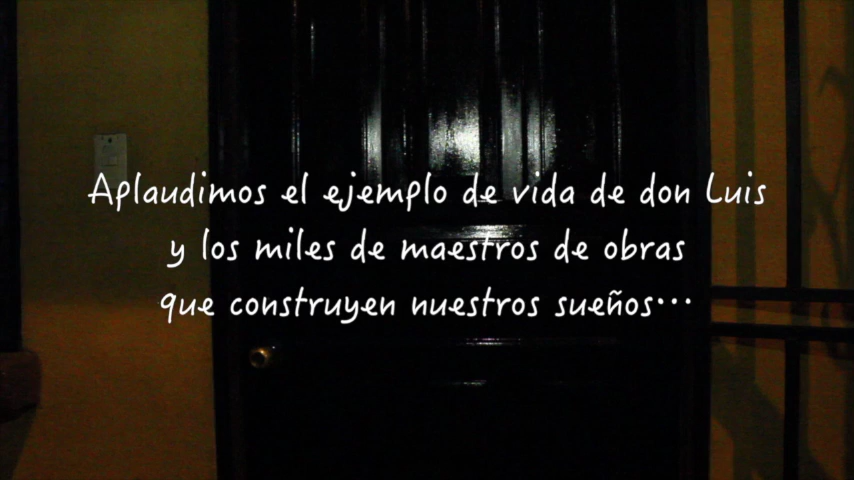 Aplaudimos el ejemplo de vida de don Luis
y los miles de maestros de obras
que construyen nuestros sueños...